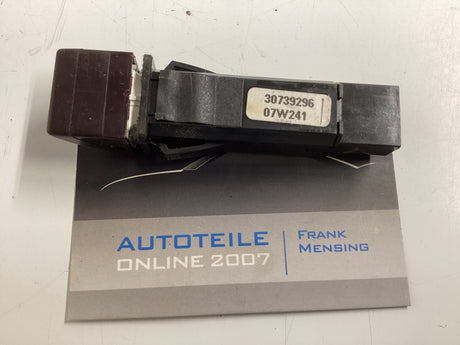 30739296
07W241
AUTOTEILE
ONLINE 2007
FRANK
MENSING